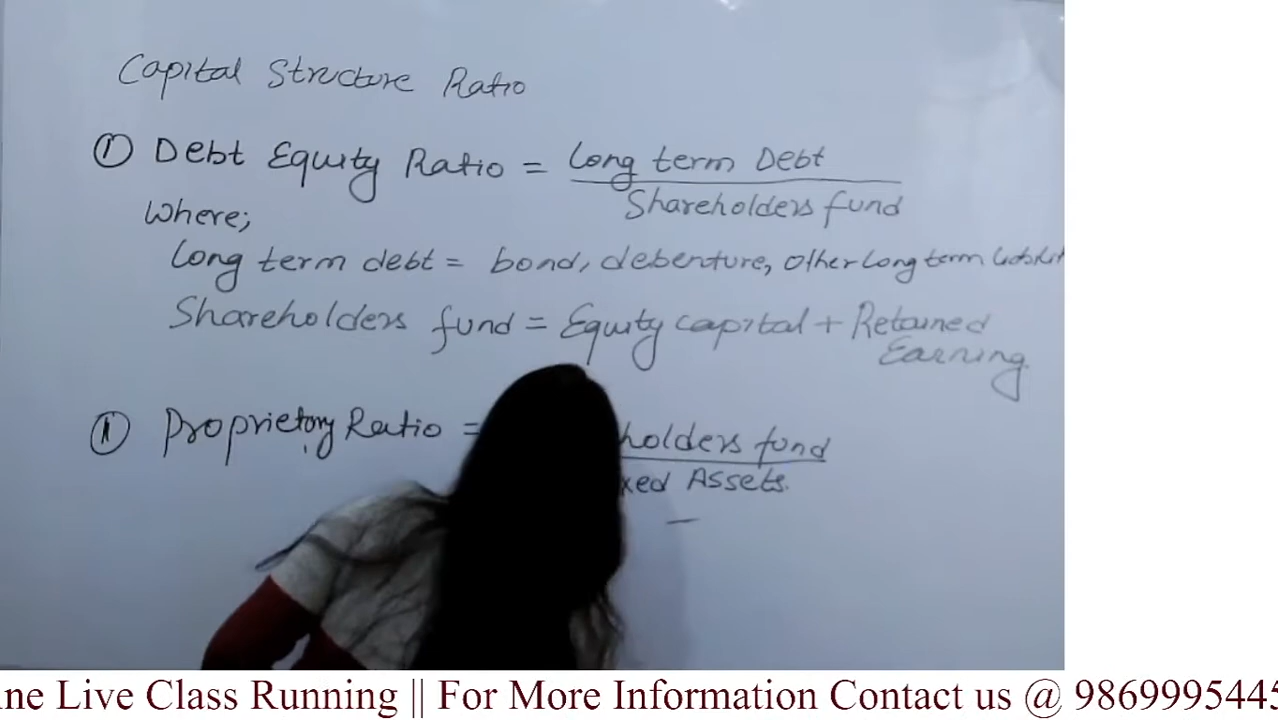 Capital Structure Ratio
① Debt Equity Ratio = Long term Debt
Shareholders fund
Where;
Long term debt = bond, debenture, other long term
Shareholders fund = Equity capital + Retained
Earning
② Proprietory Ratio = holders fund
xed Assets.
ne Live Class Running || For More Information Contact us @ 9869995445